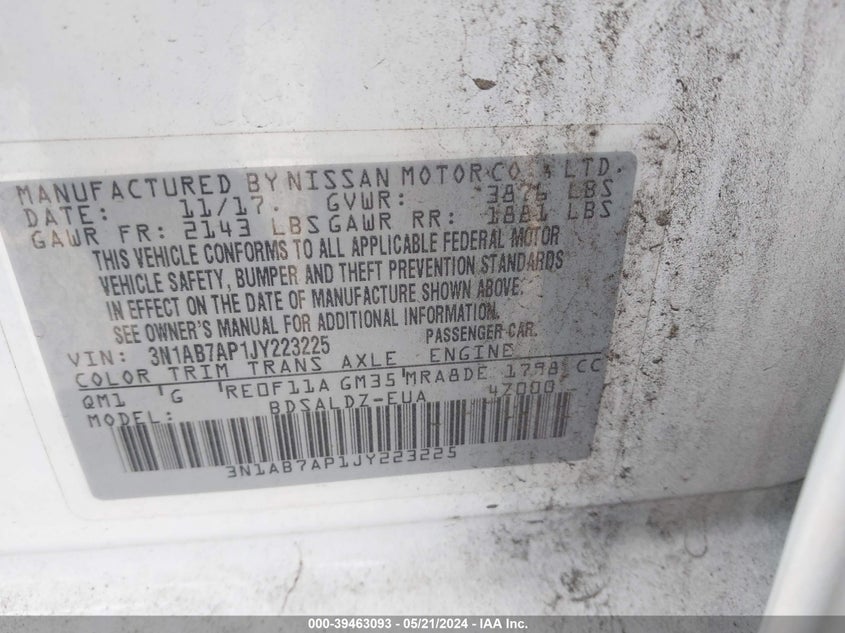 MANUFACTURED BY NISSAN MOTOR CO., LTD.
DATE: 11/17 GVWR: 3876 LBS
GAWR FR: 2143 LBS GAWR RR: 1881 LBS
THIS VEHICLE CONFORMS TO ALL APPLICABLE FEDERAL MOTOR
VEHICLE SAFETY, BUMPER AND THEFT PREVENTION STANDARDS
IN EFFECT ON THE DATE OF MANUFACTURE SHOWN ABOVE.
SEE OWNER'S MANUAL FOR ADDITIONAL INFORMATION.
VIN: 3N1AB7AP1JY223225 PASSENGER CAR.
COLOR TRIM TRANS AXLE ENGINE
QM1 G RE0F11A GM35 MRA8DE 1798 CC
MODEL: BDSALDZ-EUA 47000
3N1AB7AP1JY223225
000-39463093 - 05/21/2024 - IAA Inc.